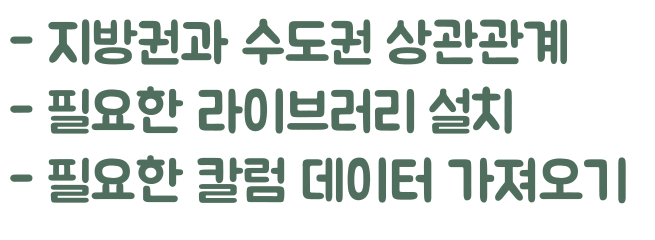 - 지방권과 수도권 상관관계
- 필요한 라이브러리 설치
- 필요한 칼럼 데이터 가져오기